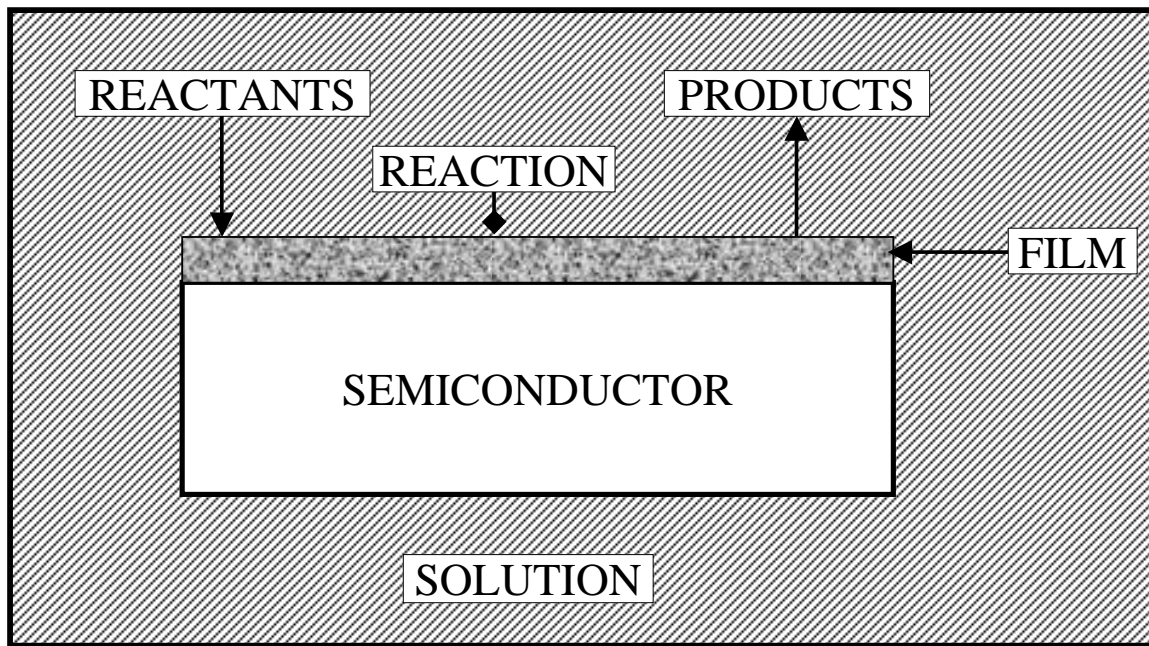 REACTANTS
PRODUCTS
REACTION
FILM
SEMICONDUCTOR
SOLUTION